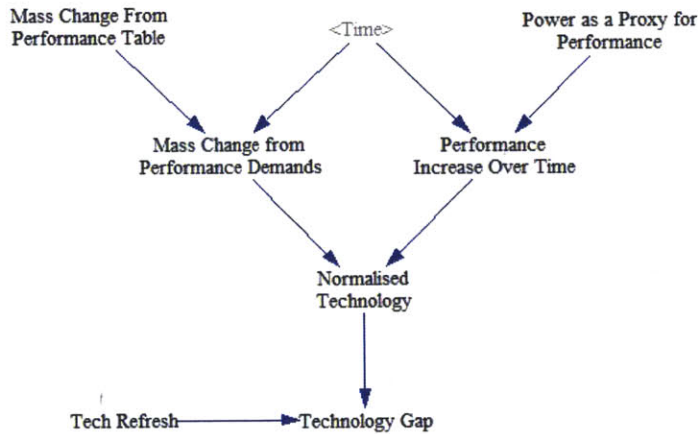 Mass Change From
Performance Table
<Time>
Power as a Proxy for
Performance
Mass Change from
Performance Demands
Performance
Increase Over Time
Normalised
Technology
Tech Refresh
Technology Gap